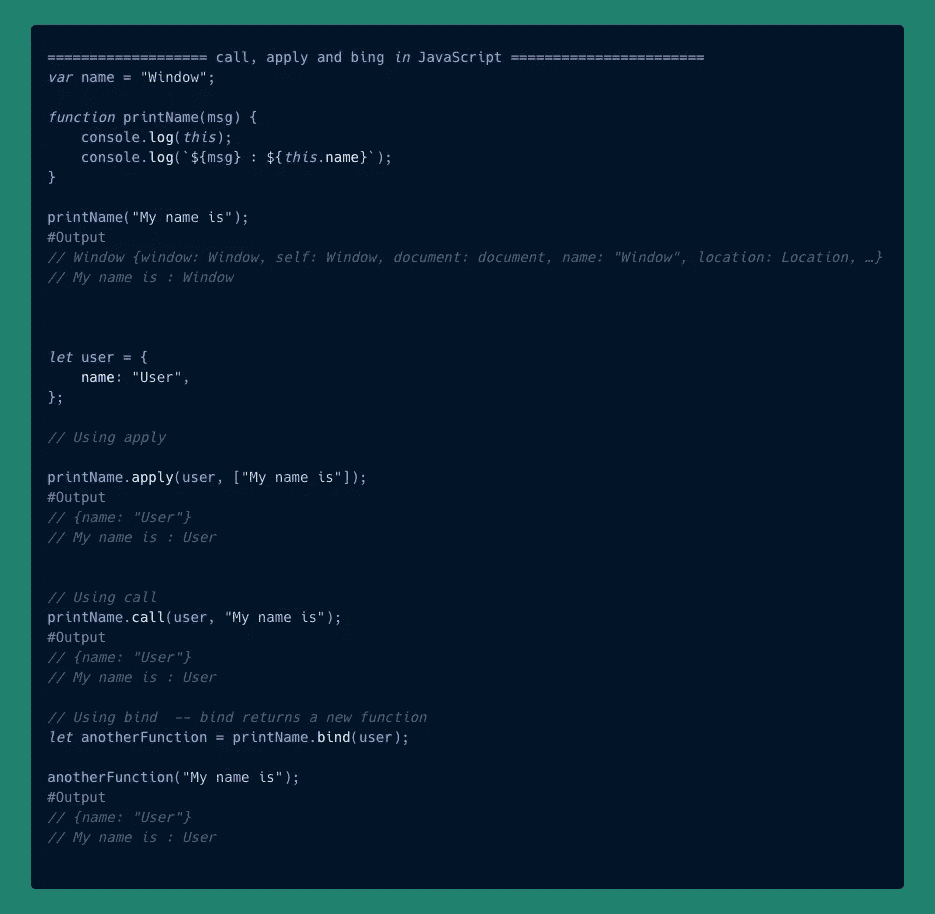 =================== call, apply and bing in JavaScript =======================
var name = "Window";
function printName(msg) {
    console.log(this);
    console.log(`${msg} : ${this.name}`);
}
printName("My name is");
#Output
// Window {window: Window, self: Window, document: document, name: "Window", location: Location, …}
// My name is : Window
let user = {
    name: "User",
};
// Using apply
printName.apply(user, ["My name is"]);
#Output
// {name: "User"}
// My name is : User
// Using call
printName.call(user, "My name is");
#Output
// {name: "User"}
// My name is : User
// Using bind  -- bind returns a new function
let anotherFunction = printName.bind(user);
anotherFunction("My name is");
#Output
// {name: "User"}
// My name is : User